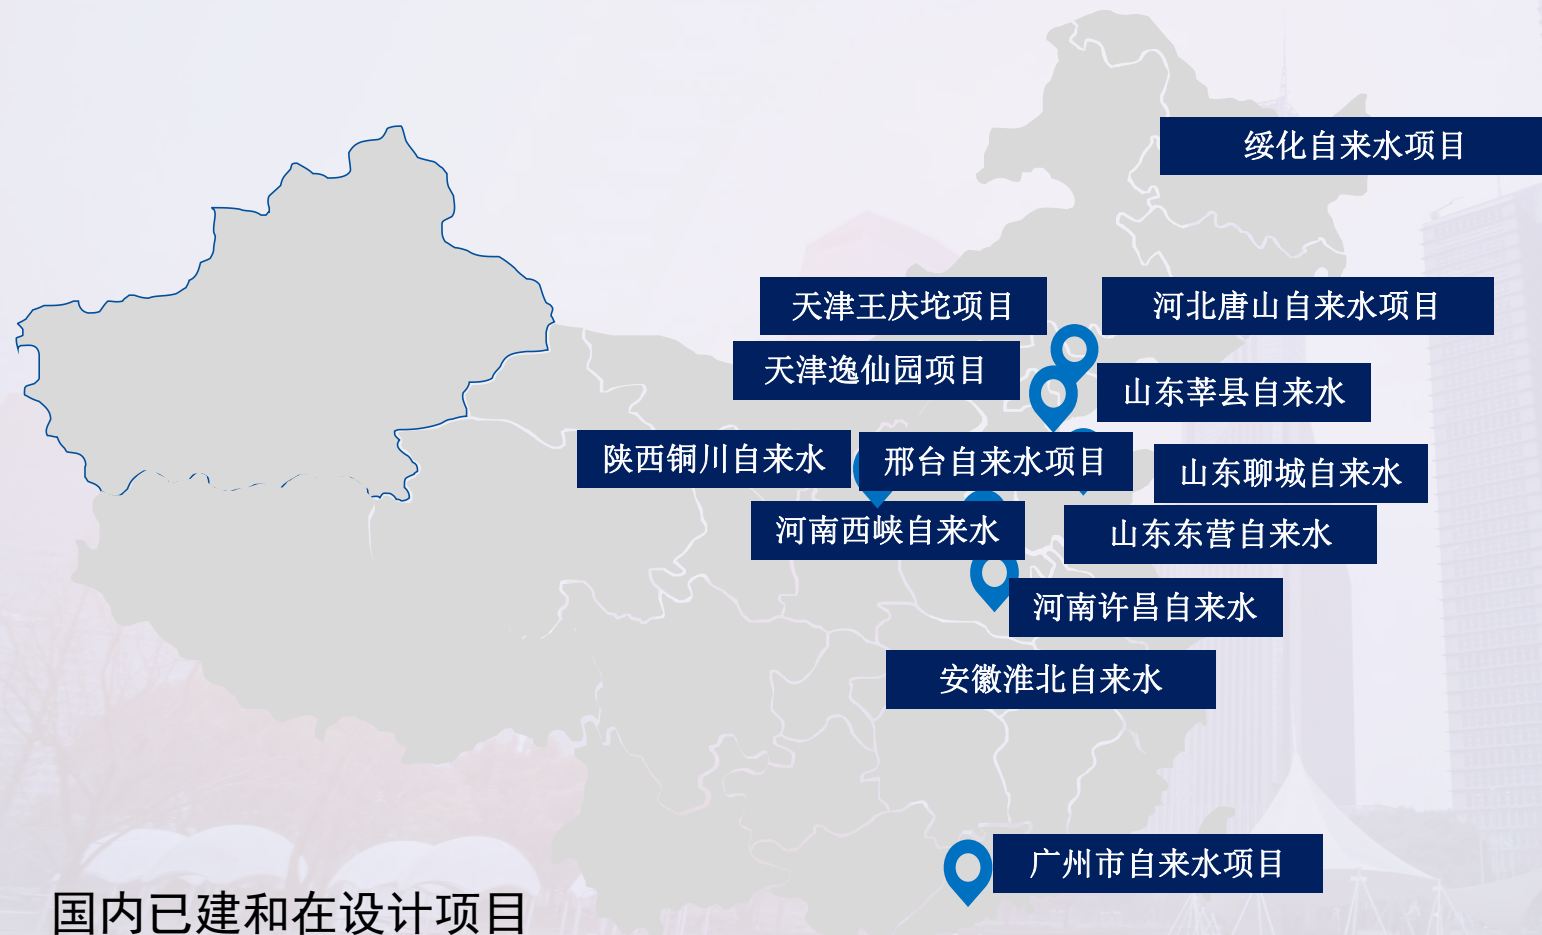 绥化自来水项目
天津王庆坨项目
河北唐山自来水项目
天津逸仙园项目
山东莘县自来水
陕西铜川自来水
邢台自来水项目
山东聊城自来水
河南西峡自来水
山东东营自来水
河南许昌自来水
安徽淮北自来水
广州市自来水项目
国内已建和在设计项目